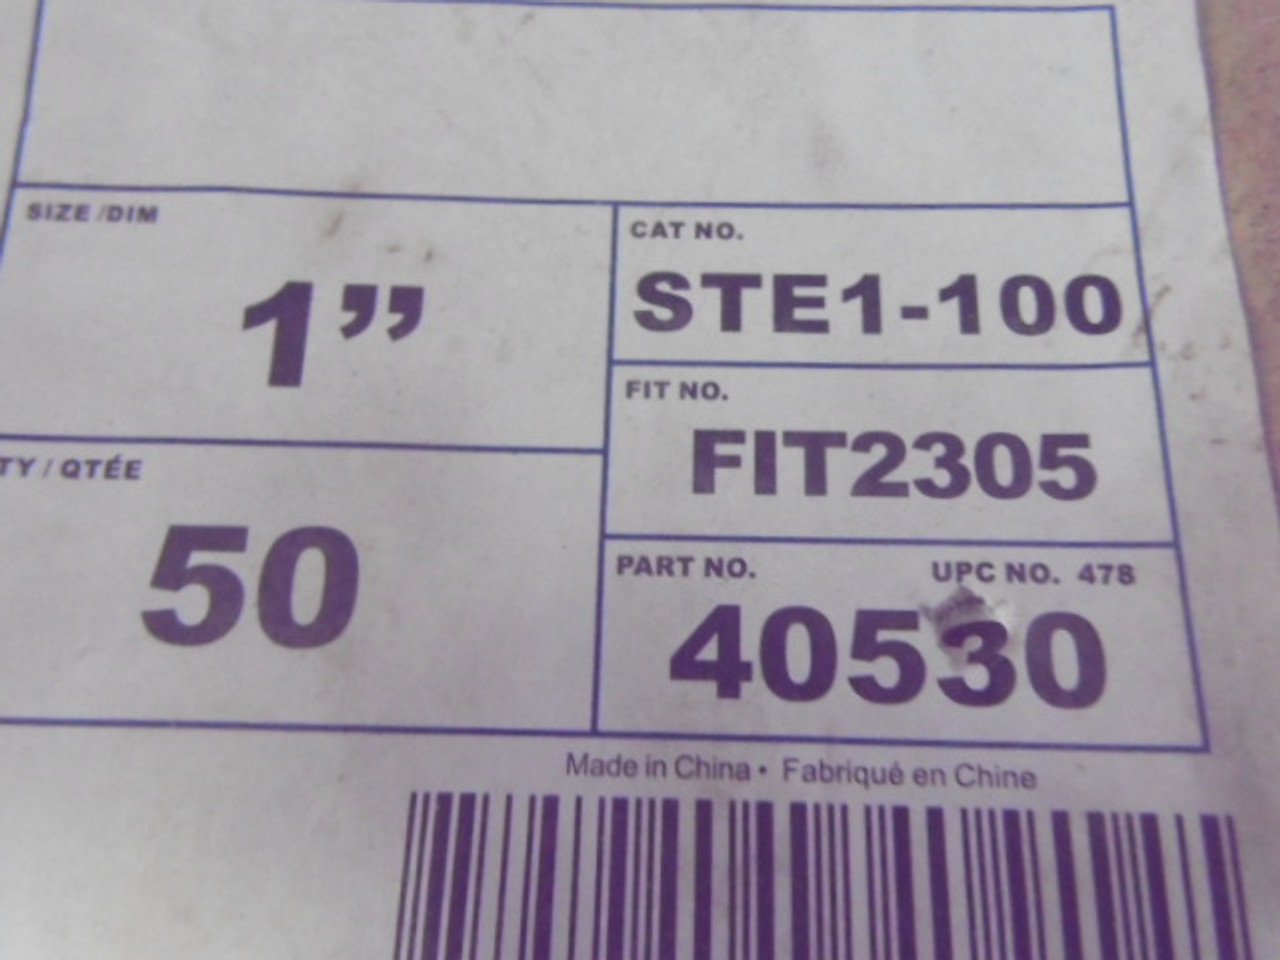 SIZE /DIM
1”
CAT NO.
STE1-100
FIT NO.
FIT2305
TY / QTÉE
50
PART NO. UPC NO. 478
40530
Made in China • Fabriqué en Chine